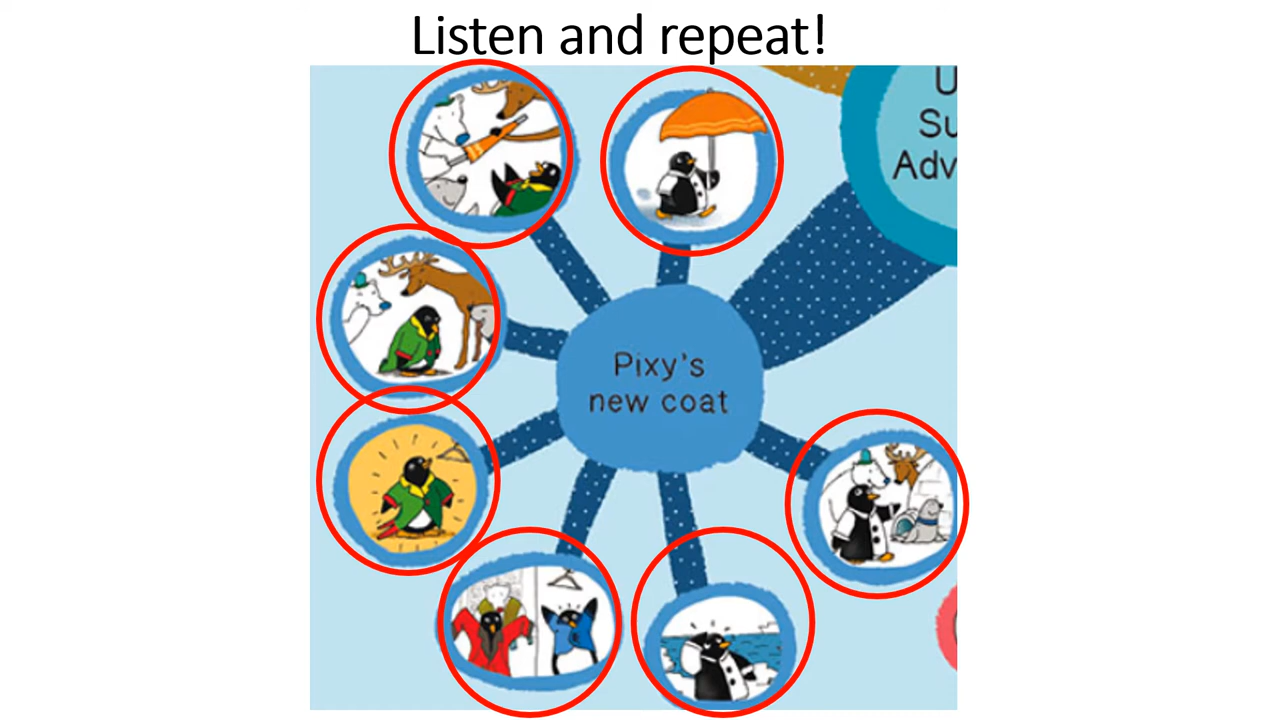 Listen and repeat!
Pixy's
new coat